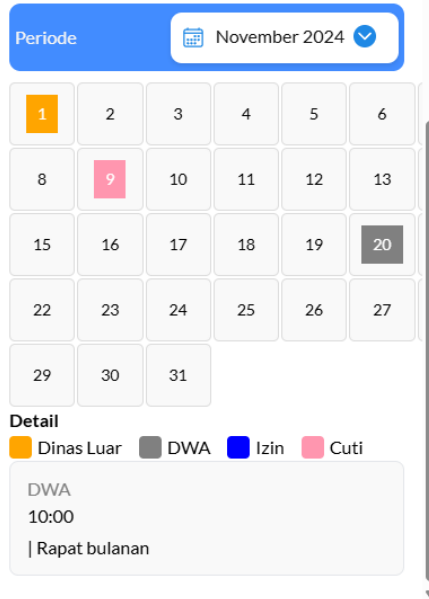 Periode November 2024
1 2 3 4 5 6
8 9 10 11 12 13
15 16 17 18 19 20
22 23 24 25 26 27
29 30 31
Detail
Dinas Luar DWA Izin Cuti
DWA
10:00
| Rapat bulanan